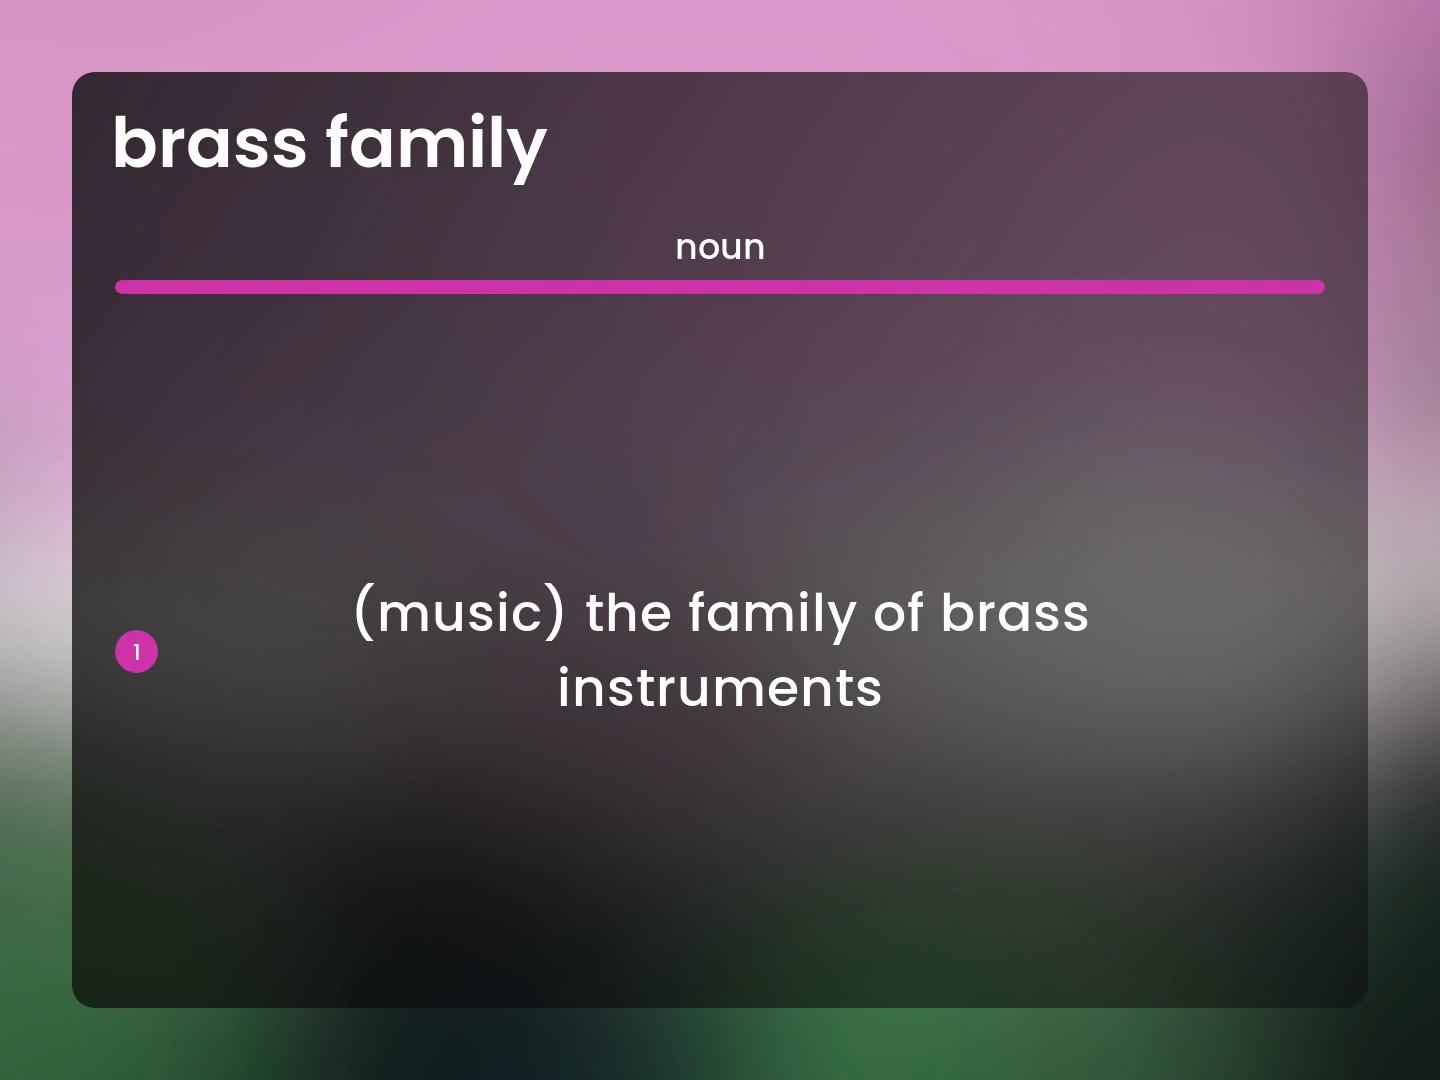 brass family
noun
(music) the family of brass
1
instruments